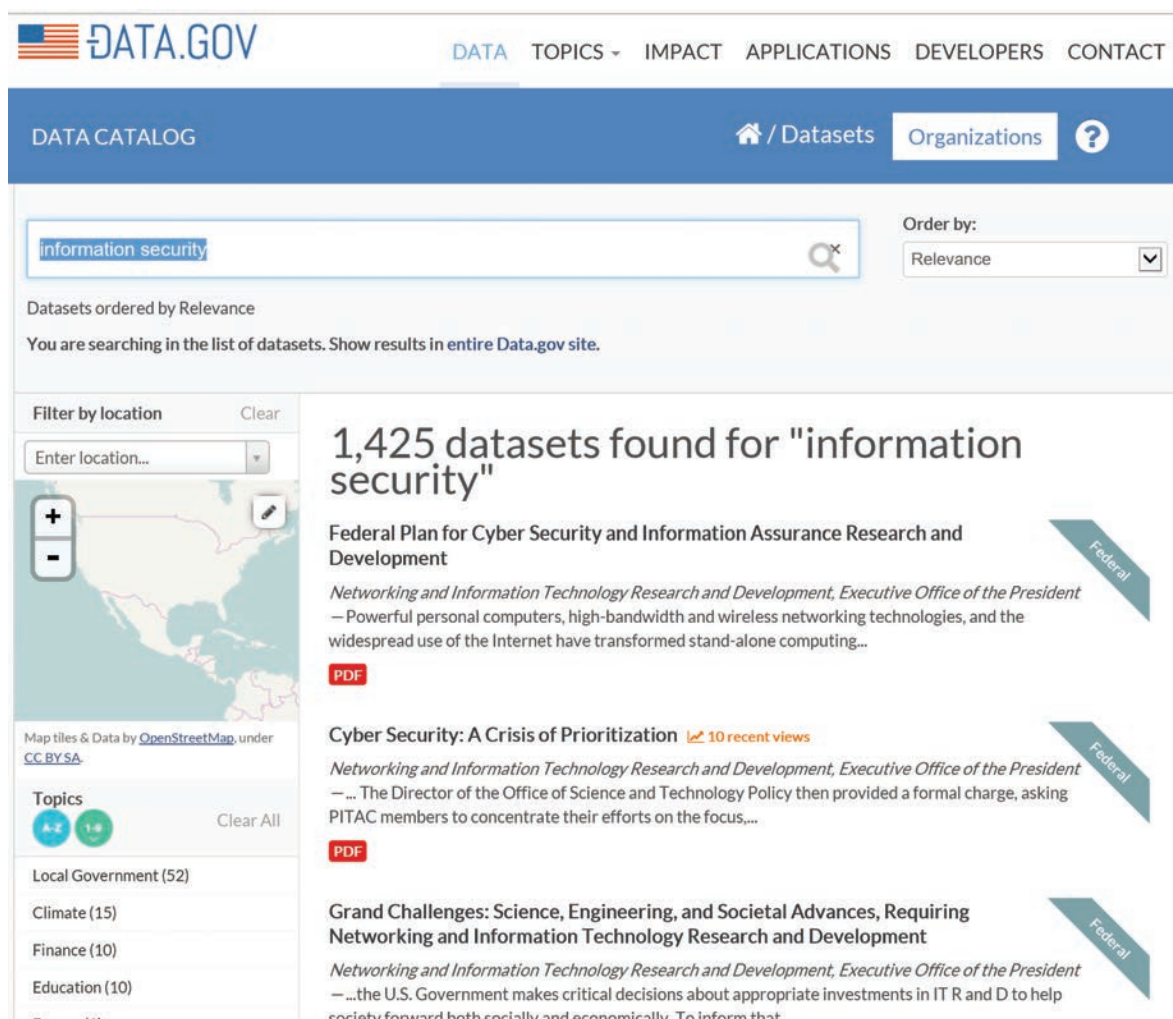 DATA.GOV
DATA TOPICS IMPACT APPLICATIONS DEVELOPERS CONTACT
DATA CATALOG
/ Datasets Organizations ?
information security
×
Order by:
Relevance
Datasets ordered by Relevance
You are searching in the list of datasets. Show results in entire Data.gov site.
Filter by location Clear
Enter location...
+
-
Map tiles & Data by OpenStreetMap, under
CC BY SA.
Topics
A-Z
Clear All
Local Government (52)
Climate (15)
Finance (10)
Education (10)
1,425 datasets found for "information
security"
Federal Plan for Cyber Security and Information Assurance Research and
Development
Federal
Networking and Information Technology Research and Development, Executive Office of the President
—Powerful personal computers, high-bandwidth and wireless networking technologies, and the
widespread use of the Internet have transformed stand-alone computing...
PDF
Cyber Security: A Crisis of Prioritization 10 recent views
Federal
Networking and Information Technology Research and Development, Executive Office of the President
—... The Director of the Office of Science and Technology Policy then provided a formal charge, asking
PITAC members to concentrate their efforts on the focus,...
PDF
Grand Challenges: Science, Engineering, and Societal Advances, Requiring
Networking and Information Technology Research and Development
Federal
Networking and Information Technology Research and Development, Executive Office of the President
—...the U.S. Government makes critical decisions about appropriate investments in IT R and D to help
society forward both socially and economically. To inform that